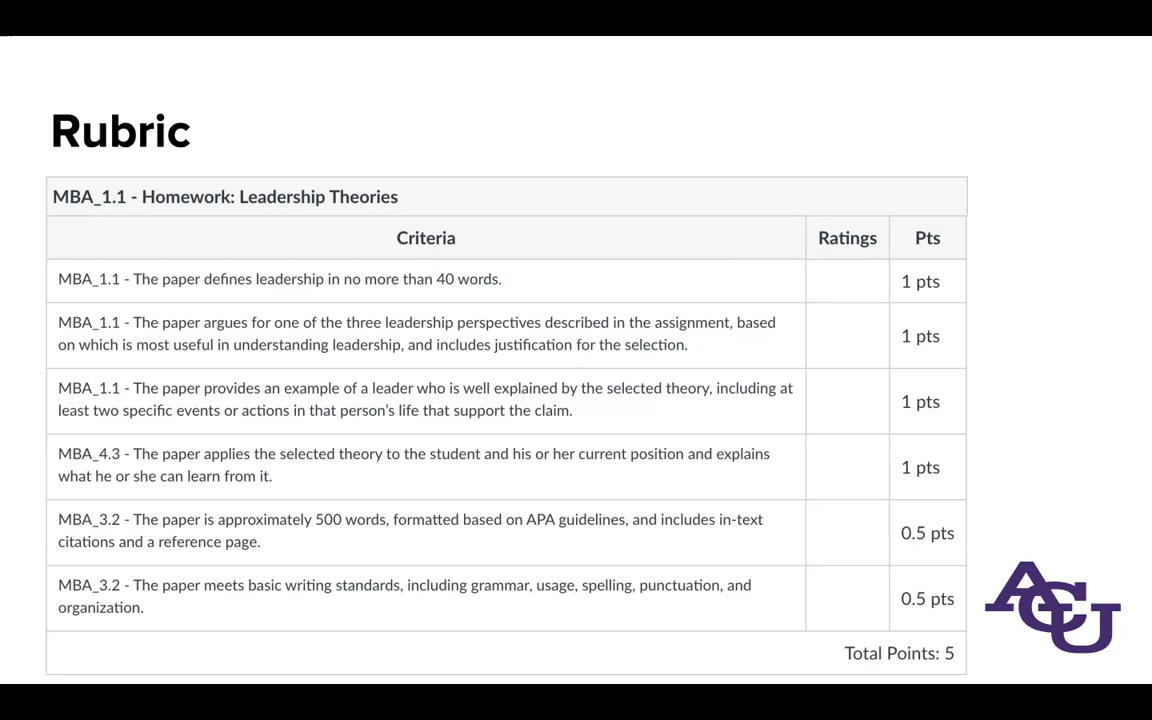 Rubric
MBA_1.1 - Homework: Leadership Theories
Criteria Ratings Pts
MBA_1.1 - The paper defines leadership in no more than 40 words. 1 pts
MBA_1.1 - The paper argues for one of the three leadership perspectives described in the assignment, based
on which is most useful in understanding leadership, and includes justification for the selection. 1 pts
MBA_1.1 - The paper provides an example of a leader who is well explained by the selected theory, including at
least two specific events or actions in that person’s life that support the claim. 1 pts
MBA_4.3 - The paper applies the selected theory to the student and his or her current position and explains
what he or she can learn from it. 1 pts
MBA_3.2 - The paper is approximately 500 words, formatted based on APA guidelines, and includes in-text
citations and a reference page. 0.5 pts
MBA_3.2 - The paper meets basic writing standards, including grammar, usage, spelling, punctuation, and
organization. 0.5 pts
Total Points: 5
ACU